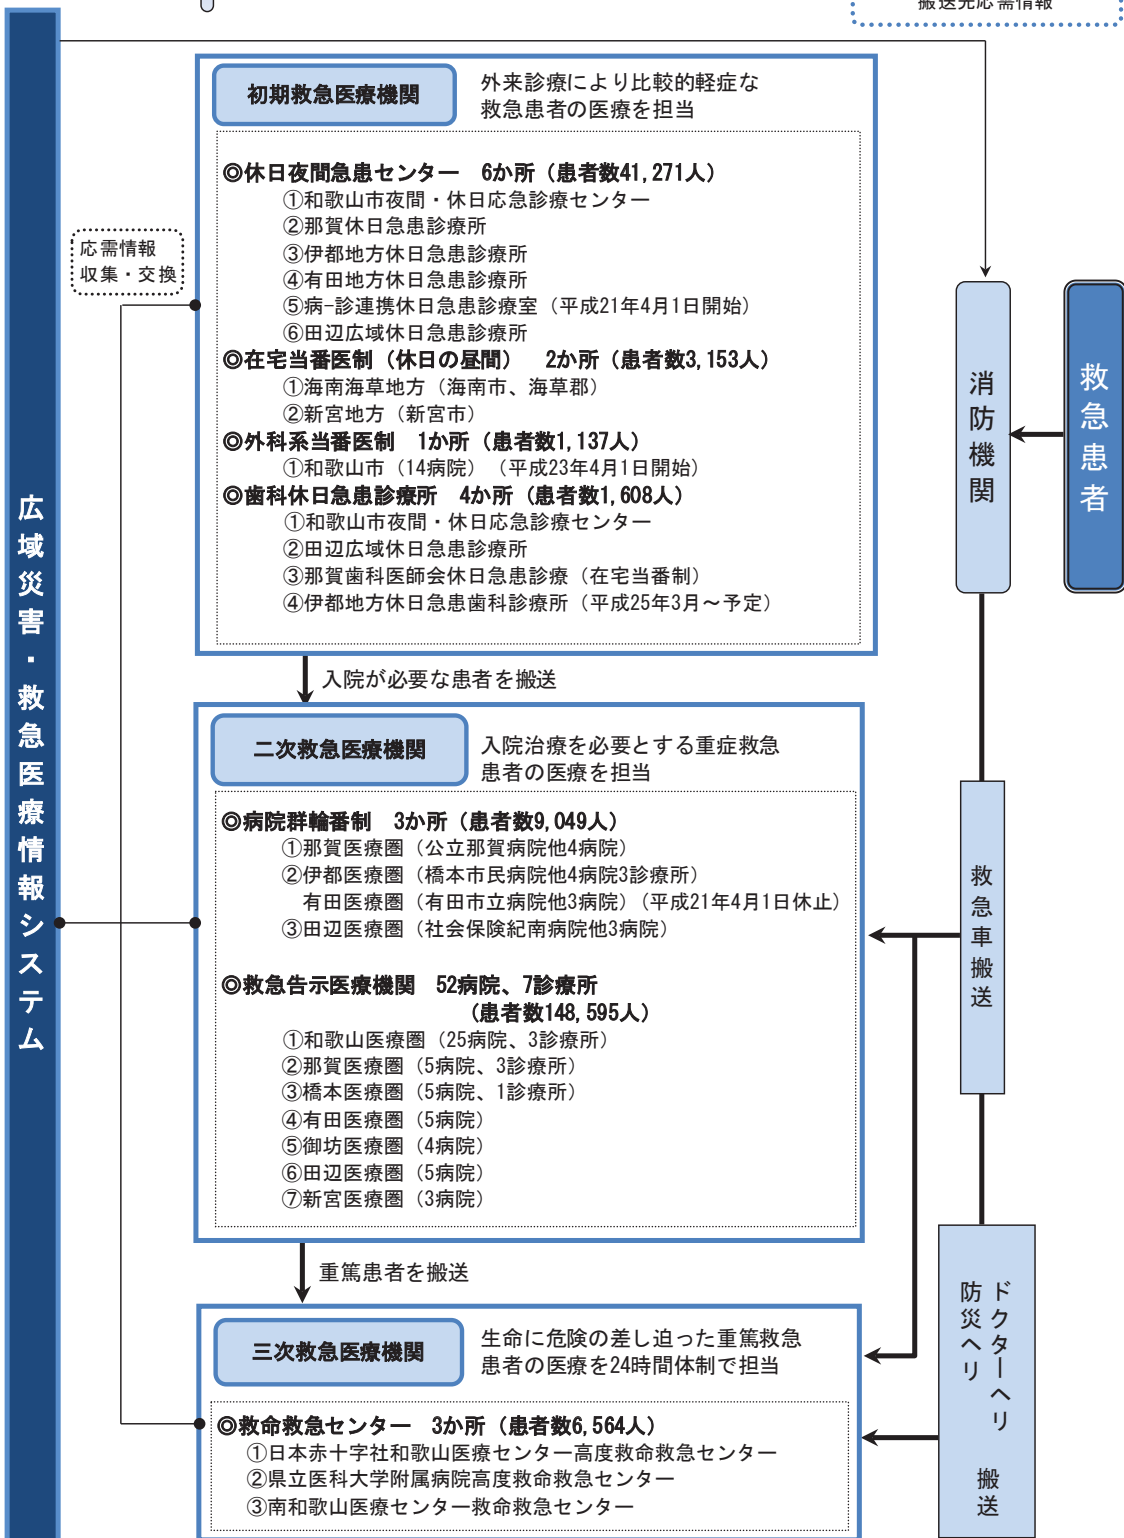 搬送先応需情報
広域災害・救急医療情報システム
応需情報
収集・交換
初期救急医療機関
外来診療により比較的軽症な
救急患者の医療を担当
◎休日夜間急患センター　6か所（患者数41,271人）
①和歌山市夜間・休日応急診療センター
②那賀休日急患診療所
③伊都地方休日急患診療所
④有田地方休日急患診療所
⑤病-診連携休日急患診療室（平成21年4月1日開始）
⑥田辺広域休日急患診療所
◎在宅当番医制（休日の昼間）　2か所（患者数3,153人）
①海南海草地方（海南市、海草郡）
②新宮地方（新宮市）
◎外科系当番医制　1か所（患者数1,137人）
①和歌山市（14病院）（平成23年4月1日開始）
◎歯科休日急患診療所　4か所（患者数1,608人）
①和歌山市夜間・休日応急診療センター
②田辺広域休日急患診療所
③那賀歯科医師会休日急患診療（在宅当番制）
④伊都地方休日急患歯科診療所（平成25年3月～予定）
入院が必要な患者を搬送
二次救急医療機関
入院治療を必要とする重症救急
患者の医療を担当
◎病院群輪番制　3か所（患者数9,049人）
①那賀医療圏（公立那賀病院他4病院）
②伊都医療圏（橋本市民病院他4病院3診療所）
有田医療圏（有田市立病院他3病院）（平成21年4月1日休止）
③田辺医療圏（社会保険紀南病院他3病院）
◎救急告示医療機関　52病院、7診療所
（患者数148,595人）
①和歌山医療圏（25病院、3診療所）
②那賀医療圏（5病院、3診療所）
③橋本医療圏（5病院、1診療所）
④有田医療圏（5病院）
⑤御坊医療圏（4病院）
⑥田辺医療圏（5病院）
⑦新宮医療圏（3病院）
重篤患者を搬送
三次救急医療機関
生命に危険の差し迫った重篤救急
患者の医療を24時間体制で担当
◎救命救急センター　3か所（患者数6,564人）
①日本赤十字社和歌山医療センター高度救命救急センター
②県立医科大学附属病院高度救命救急センター
③南和歌山医療センター救命救急センター
消防機関
救急患者
救急車搬送
ドクターヘリ
防災ヘリ
搬送